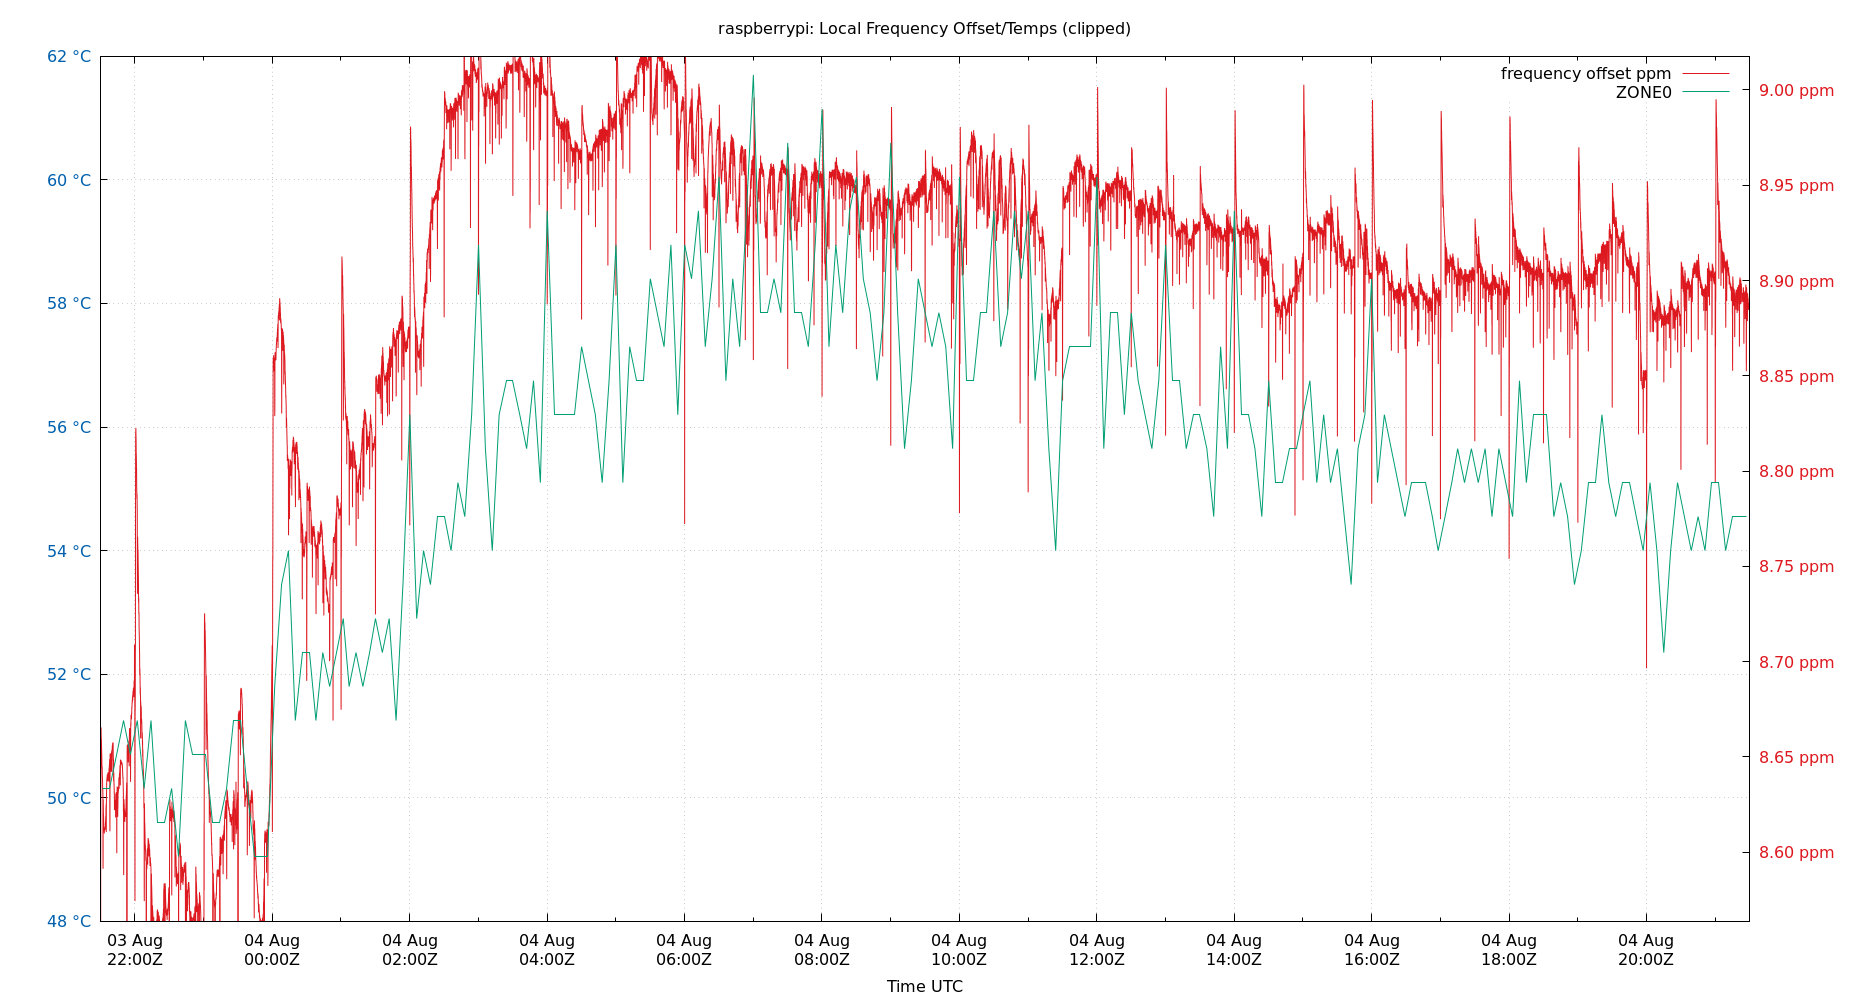 raspberrypi: Local Frequency Offset/Temps (clipped)
frequency offset ppm
ZONE0
62 °C
60 °C
58 °C
56 °C
54 °C
52 °C
50 °C
48 °C
9.00 ppm
8.95 ppm
8.90 ppm
8.85 ppm
8.80 ppm
8.75 ppm
8.70 ppm
8.65 ppm
8.60 ppm
03 Aug 04 Aug 04 Aug 04 Aug 04 Aug 04 Aug 04 Aug 04 Aug 04 Aug 04 Aug 04 Aug 04 Aug
22:00Z 00:00Z 02:00Z 04:00Z 06:00Z 08:00Z 10:00Z 12:00Z 14:00Z 16:00Z 18:00Z 20:00Z
Time UTC